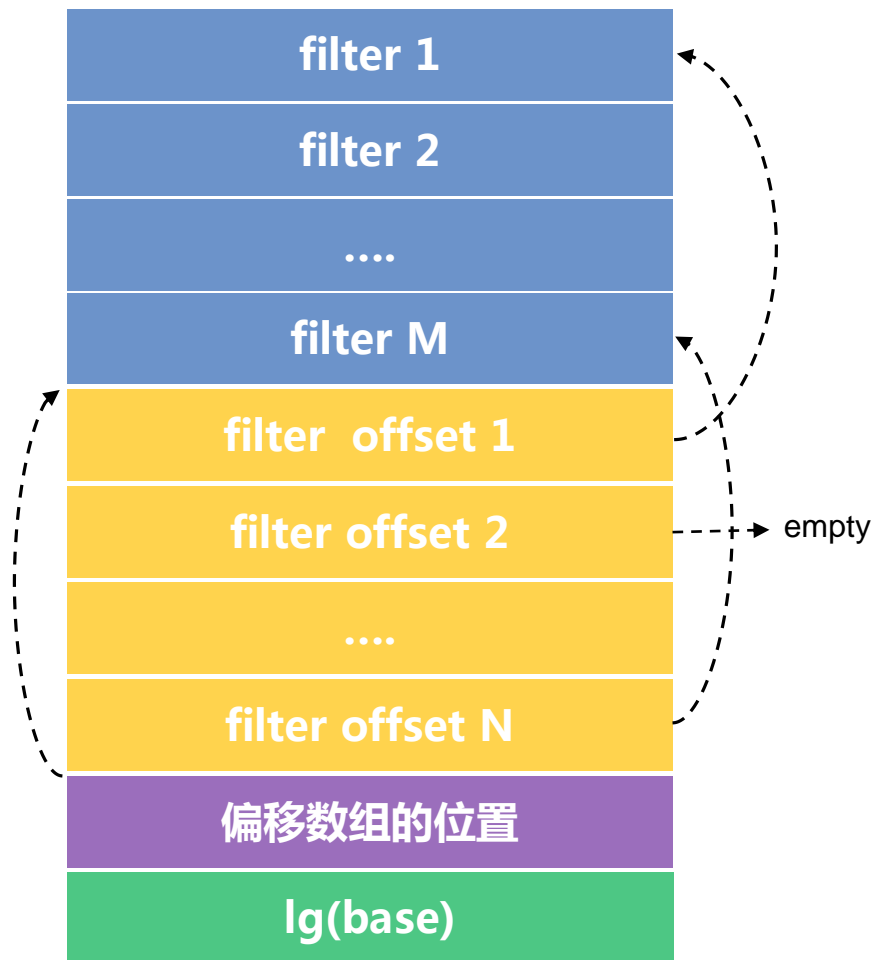 filter 1
filter 2
....
filter M
filter offset 1
filter offset 2
empty
....
filter offset N
偏移数组的位置
lg(base)